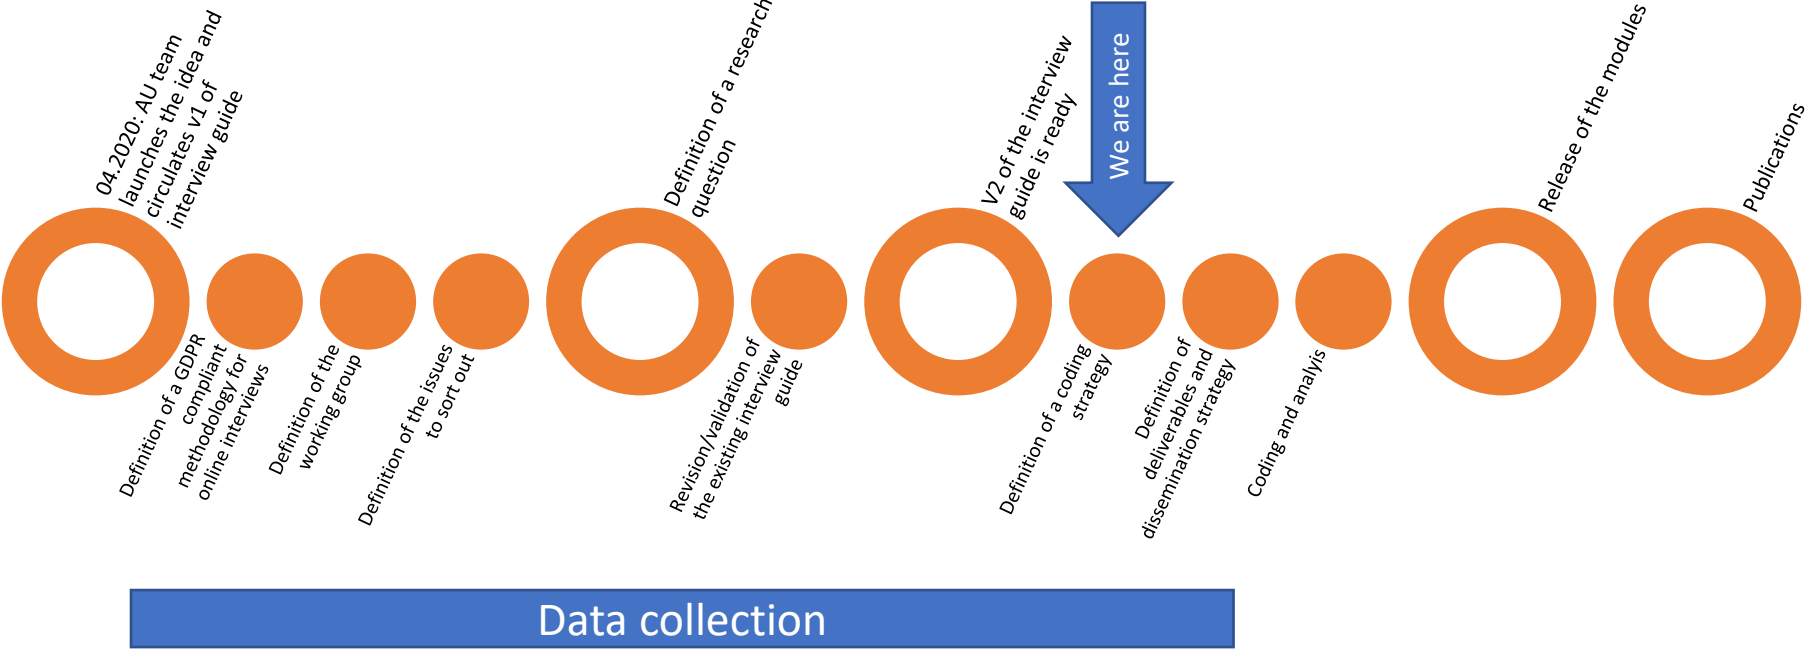 04.2020: AU team
launches the idea and
circulates v1 of
interview guide
Definition of a GDPR
compliant
methodology for
online interviews
Definition of the
working group
Definition of the issues
to sort out
Definition of a research
question
Revision/validation of
the existing interview
guide
V2 of the interview
guide is ready
We are here
Definition of a coding
strategy
Definition of
deliverables and
dissemination strategy
Coding and analyis
Release of the modules
Publications
Data collection